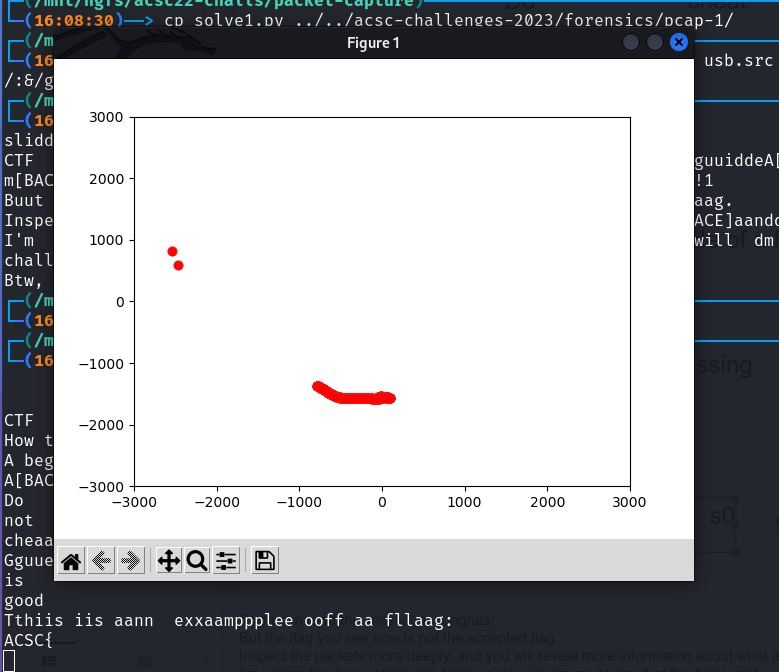 (/mnt/hgfs/acsc22-challs/packet-capture)
(16:08:30)—> cp solve1.py ../../acsc-challenges-2023/forensics/pcap-1/
(/m
Figure 1
(16
usb.src
/:&/g
(/m
(16
slidd
CTF guuiddeA[
m[BAC !1
Buut aag.
Inspe ACE]aandd
I'm will dm
chall
Btw,
(/m
(16
(/m
(16
ssing
CTF
How t
A beg
A[BAC
Do
not
cheaa
Gguue
is
good
Tthiis iis aann exxaamppplee ooff aa fllaag:
ACSC{
3000
2000
1000
0
−1000
−2000
−3000
−3000 −2000 −1000 0 1000 2000 3000
s0
But the flag you see now is not the accepted flag.
Inspect the packets more deeply, and you will reveal more information about what i